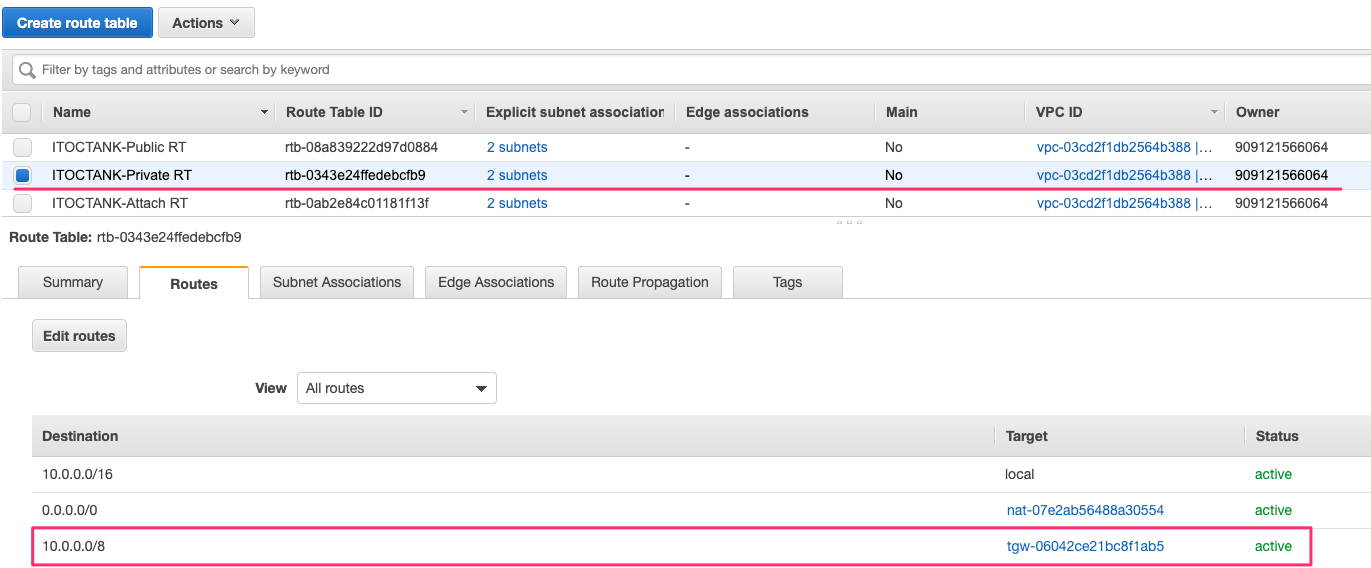 Create route table Actions
Filter by tags and attributes or search by keyword
Name Route Table ID Explicit subnet association Edge associations Main VPC ID Owner
ITOCTANK-Public RT rtb-08a839222d97d0884 2 subnets - No vpc-03cd2f1db2564b388 |... 909121566064
ITOCTANK-Private RT rtb-0343e24ffedebcfb9 2 subnets - No vpc-03cd2f1db2564b388 |... 909121566064
ITOCTANK-Attach RT rtb-0ab2e84c01181f13f 2 subnets - No vpc-03cd2f1db2564b388 |... 909121566064
Route Table: rtb-0343e24ffedebcfb9
Summary Routes Subnet Associations Edge Associations Route Propagation Tags
Edit routes
View All routes
Destination Target Status
10.0.0.0/16 local active
0.0.0.0/0 nat-07e2ab56488a30554 active
10.0.0.0/8 tgw-06042ce21bc8f1ab5 active